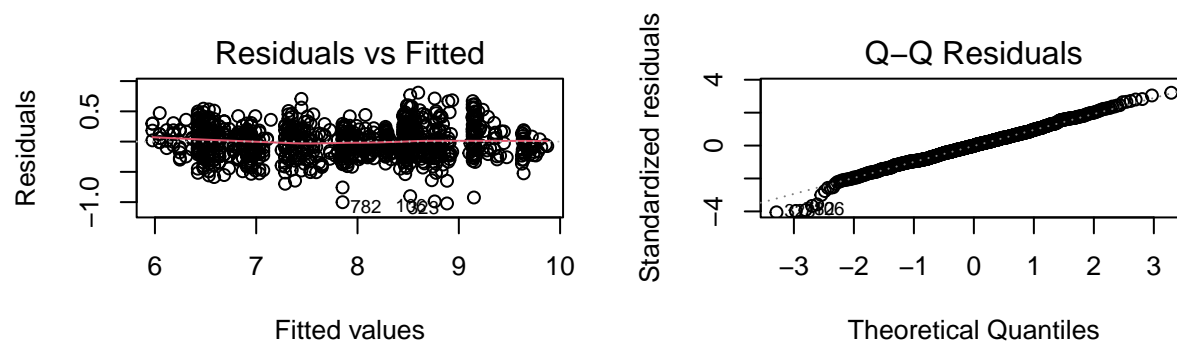 Residuals vs Fitted
Residuals
0.5
−1.0
782
323
6 7 8 9 10
Fitted values
Q−Q Residuals
Standardized residuals
4
0
−4
−3 −2 −1 0 1 2 3
Theoretical Quantiles